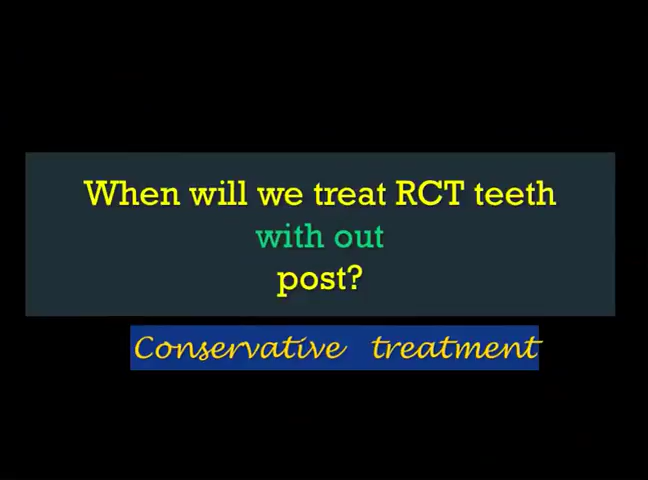 When will we treat RCT teeth
with out
post?
Conservative treatment